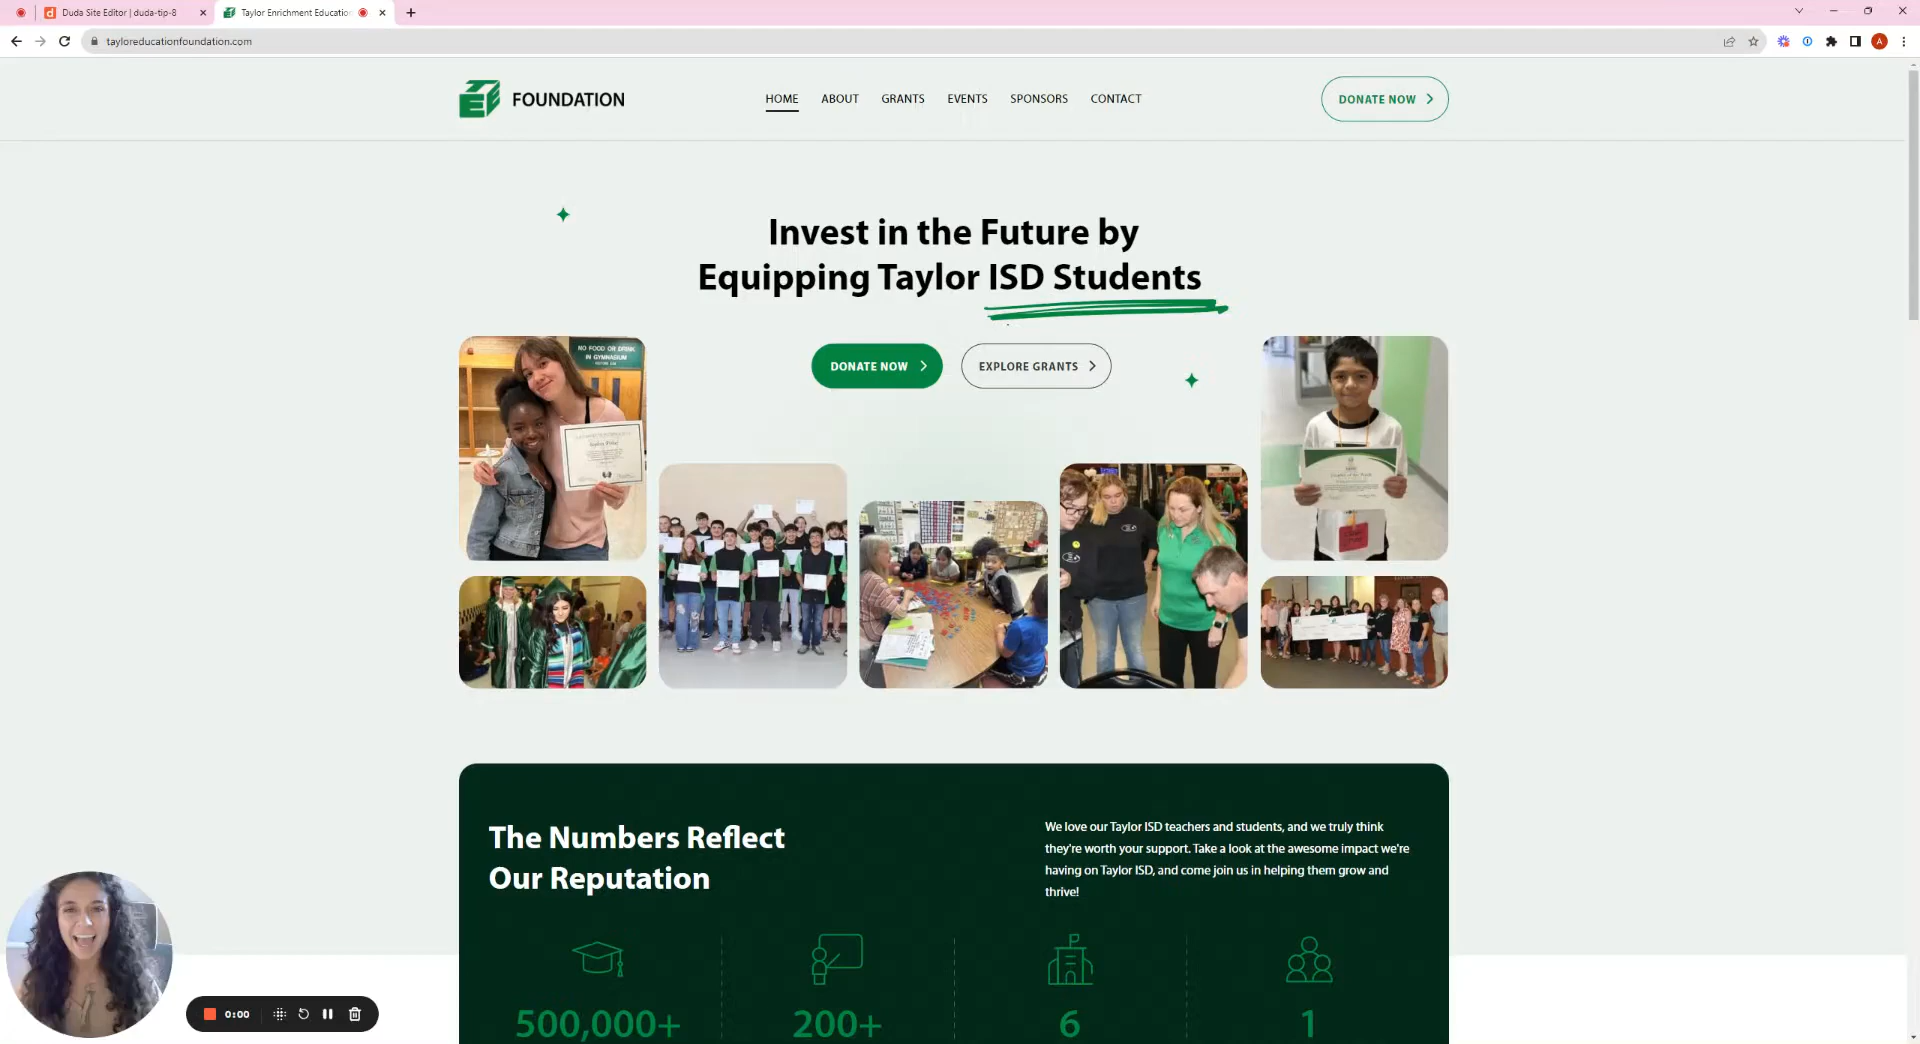 Duda Site Editor | duda-tip-8
Taylor Enrichment Educatio
tayloreducationfoundation.com
A
TEF
FOUNDATION
HOME
ABOUT
GRANTS
EVENTS
SPONSORS
CONTACT
DONATE NOW
Invest in the Future by
Equipping Taylor ISD Students
DONATE NOW
EXPLORE GRANTS
NO FOOD OR DRINK
IN GYMNASIUM
The Numbers Reflect
Our Reputation
We love our Taylor ISD teachers and students, and we truly think
they're worth your support. Take a look at the awesome impact we're
having on Taylor ISD, and come join us in helping them grow and
thrive!
500,000+
200+
6
1
0:00